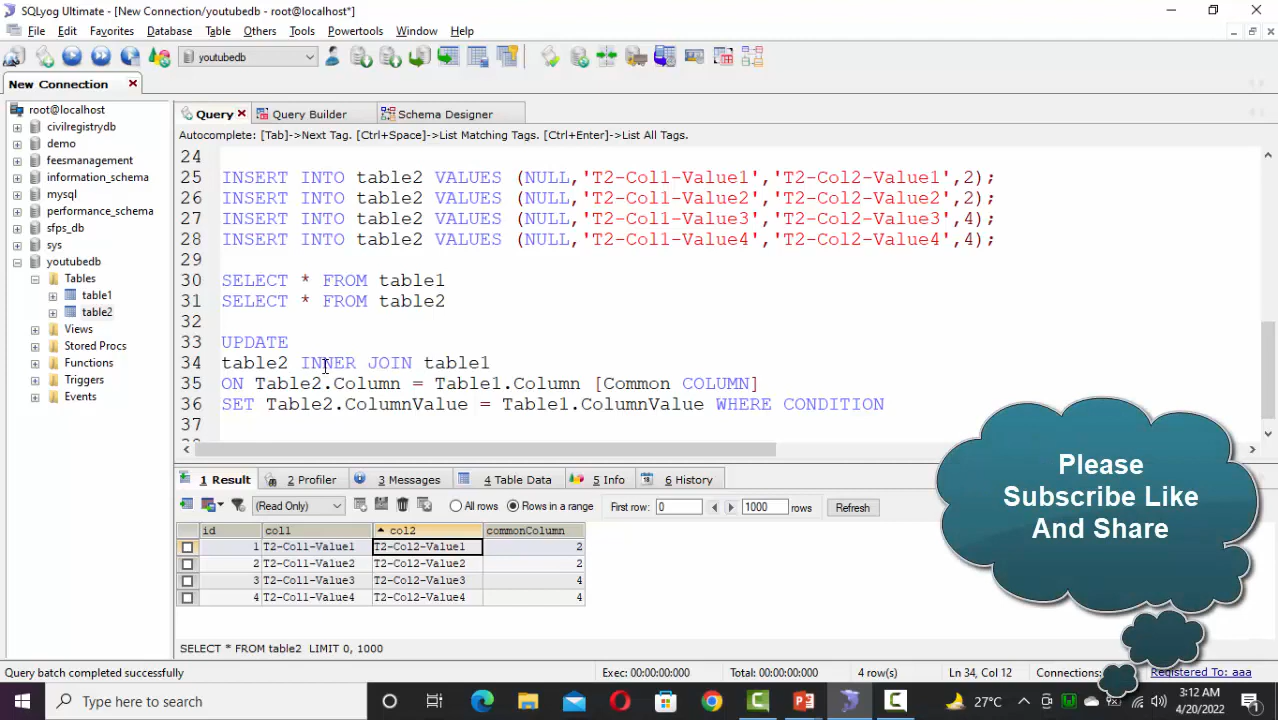 SQLyog Ultimate - [New Connection/youtubedb - root@localhost*]
File Edit Favorites Database Table Others Tools Powertools Window Help
youtubedb
New Connection
root@localhost
civilregistrydb
demo
feesmanagement
information_schema
mysql
performance_schema
sfps_db
sys
youtubedb
Tables
table1
table2
Views
Stored Procs
Functions
Triggers
Events
Query Query Builder Schema Designer
Autocomplete: [Tab]->Next Tag. [Ctrl+Space]->List Matching Tags. [Ctrl+Enter]->List All Tags.
24
25 INSERT INTO table2 VALUES (NULL,'T2-Col1-Value1','T2-Col2-Value1',2);
26 INSERT INTO table2 VALUES (NULL,'T2-Col1-Value2','T2-Col2-Value2',2);
27 INSERT INTO table2 VALUES (NULL,'T2-Col1-Value3','T2-Col2-Value3',4);
28 INSERT INTO table2 VALUES (NULL,'T2-Col1-Value4','T2-Col2-Value4',4);
29
30 SELECT * FROM table1
31 SELECT * FROM table2
32
33 UPDATE
34 table2 INNER JOIN table1
35 ON Table2.Column = Table1.Column [Common COLUMN]
36 SET Table2.ColumnValue = Table1.ColumnValue WHERE CONDITION
37
Please
Subscribe Like
And Share
1 Result 2 Profiler 3 Messages 4 Table Data 5 Info 6 History
(Read Only) All rows Rows in a range First row: 0 1000 rows Refresh
id col1 col2 commonColumn
1 T2-Col1-Value1 T2-Col2-Value1 2
2 T2-Col1-Value2 T2-Col2-Value2 2
3 T2-Col1-Value3 T2-Col2-Value3 4
4 T2-Col1-Value4 T2-Col2-Value4 4
SELECT * FROM table2 LIMIT 0, 1000
Query batch completed successfully Exec: 00:00:00:000 Total: 00:00:00:000 4 row(s) Ln 34, Col 12 Connections: Registered To: aaa
Type here to search
27°C
3:12 AM
4/20/2022
1